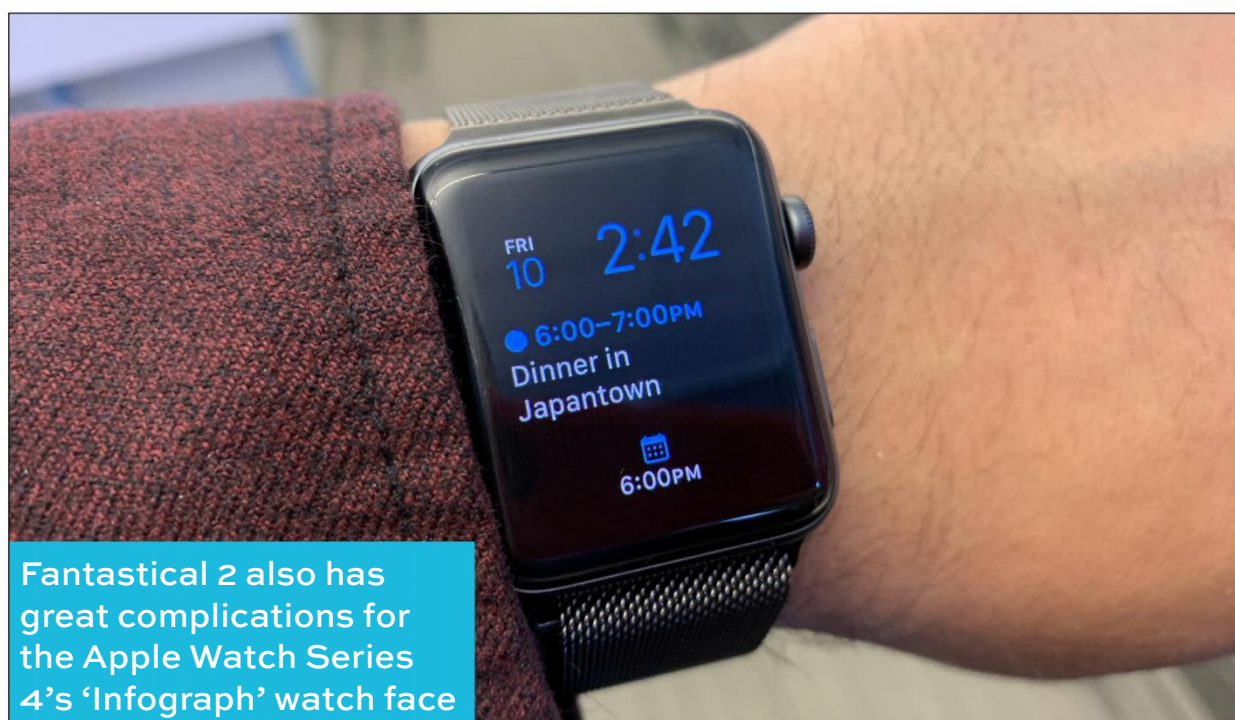 FRI
10
2:42
6:00–7:00PM
Dinner in
Japantown
6:00PM
Fantastical 2 also has
great complications for
the Apple Watch Series
4’s ‘Infograph’ watch face